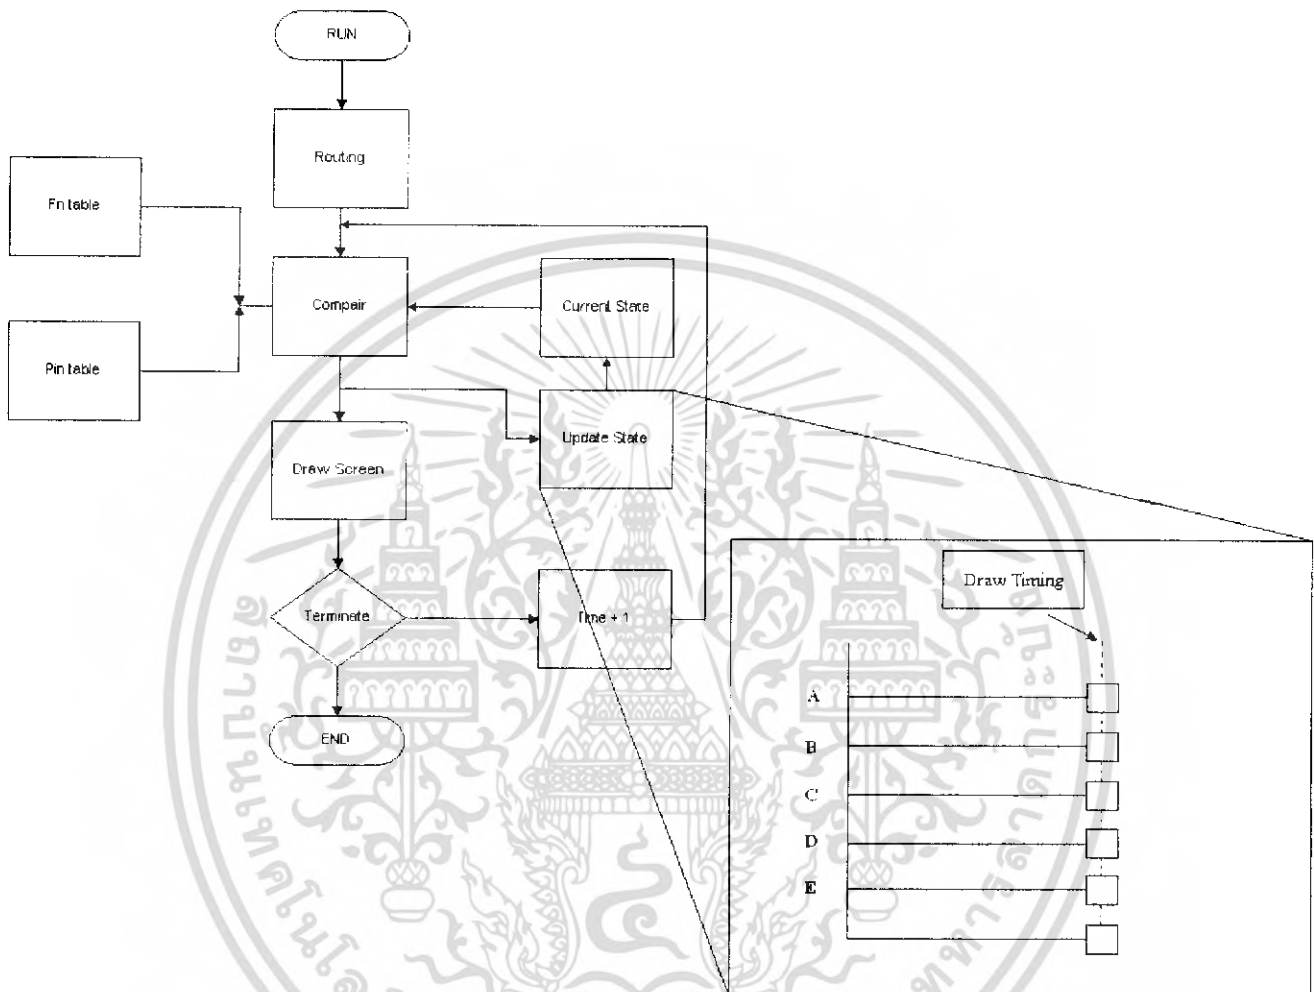 RUN
Routing
Fn table
Compair
Current State
Pin table
Update State
Draw Screen
Terminate
Time + 1
END
Draw Timing
A
B
C
D
E